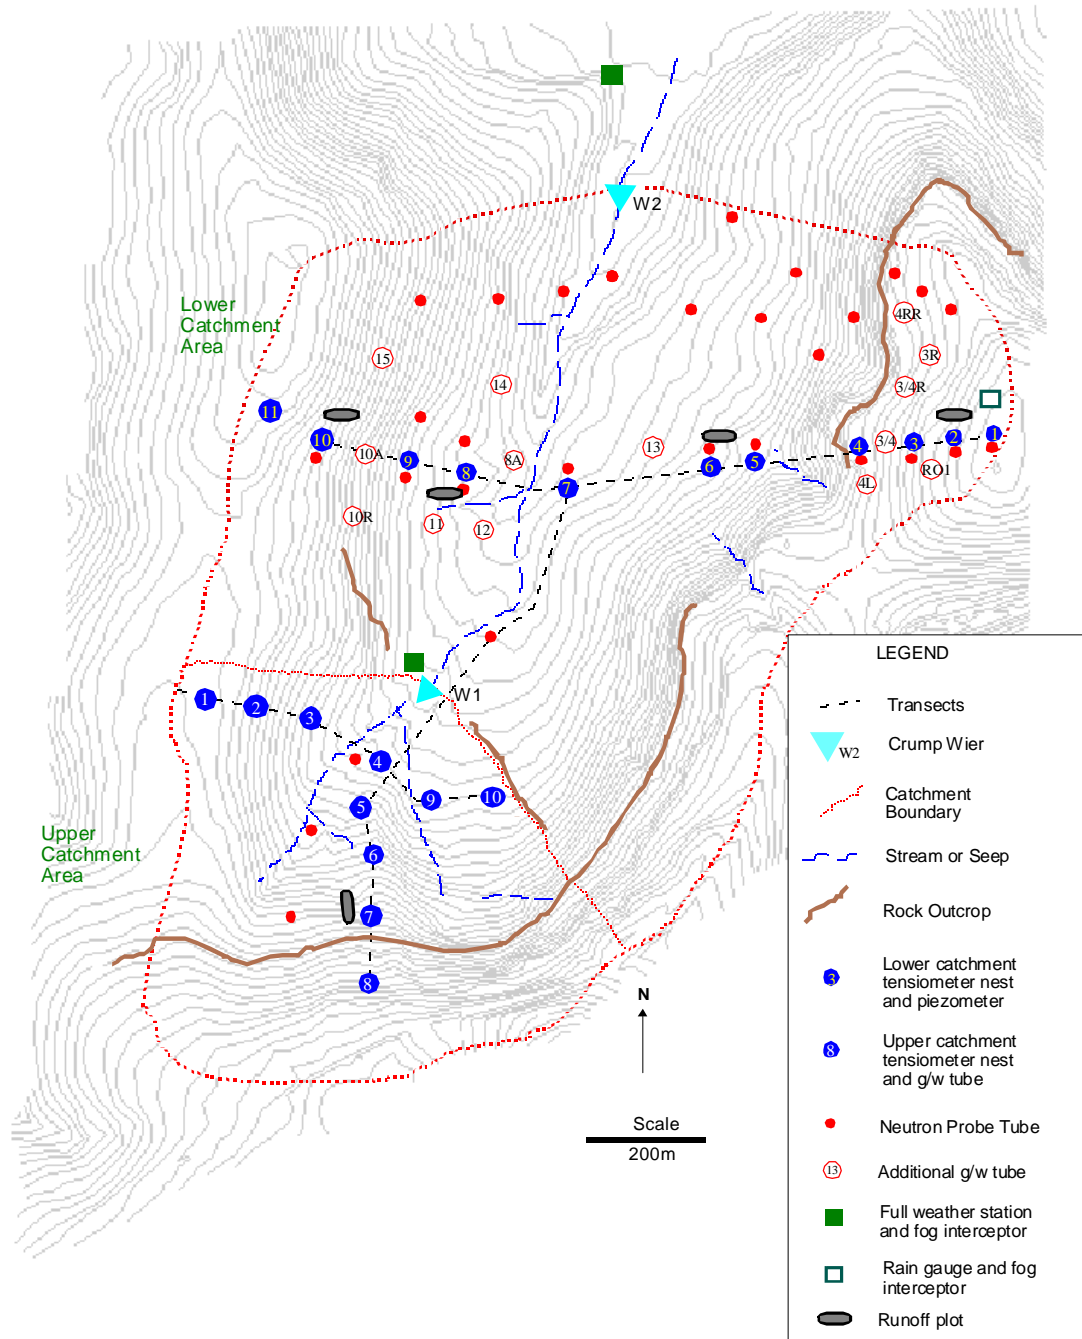 W2
Lower
Catchment
Area
4RR
15
3R
14
3/4R
11
10
10A
9
8
8A
13
6
5
4
3/4
3
2
1
7
4L
RO1
10R
11
12
W1
1
2
3
4
5
9
10
6
7
8
Upper
Catchment
Area
N
Scale
200m
LEGEND
Transects
W2
Crump Wier
Catchment
Boundary
Stream or Seep
Rock Outcrop
3
Lower catchment
tensiometer nest
and piezometer
8
Upper catchment
tensiometer nest
and g/w tube
Neutron Probe Tube
13
Additional g/w tube
Full weather station
and fog interceptor
Rain gauge and fog
interceptor
Runoff plot